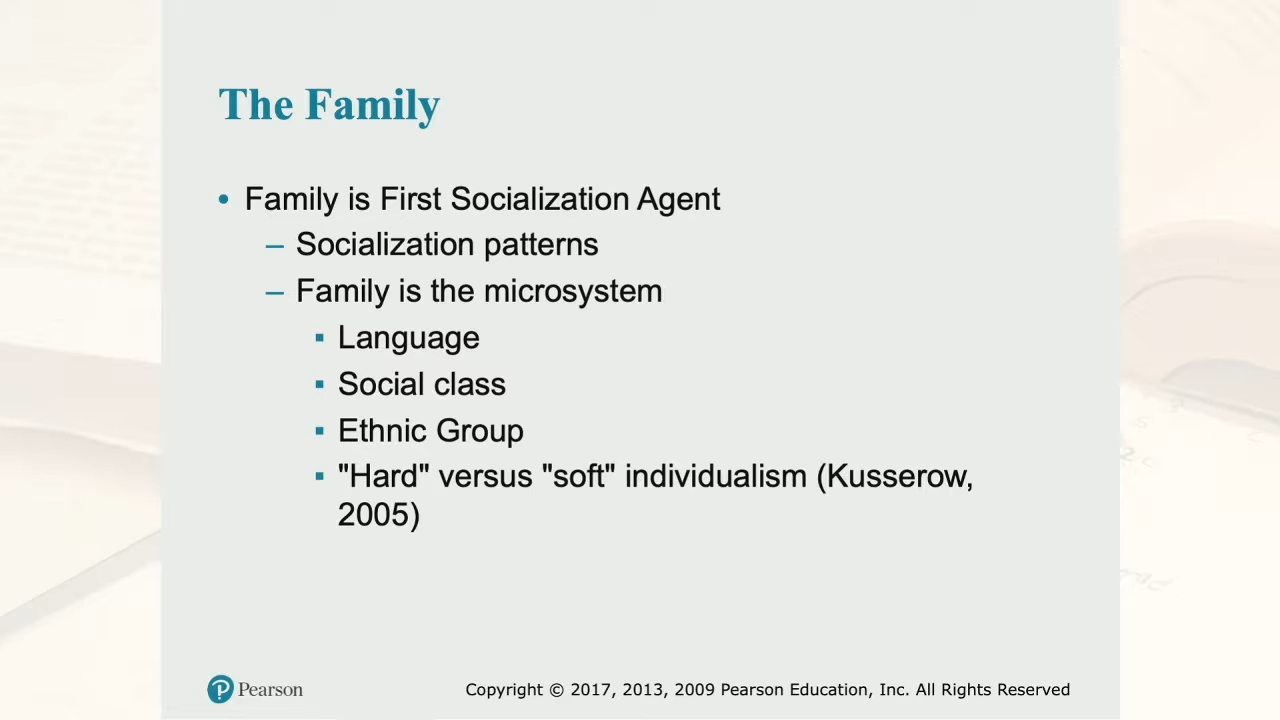 The Family
• Family is First Socialization Agent
– Socialization patterns
– Family is the microsystem
▪ Language
▪ Social class
▪ Ethnic Group
▪ "Hard" versus "soft" individualism (Kusserow,
2005)
Pearson
Copyright © 2017, 2013, 2009 Pearson Education, Inc. All Rights Reserved